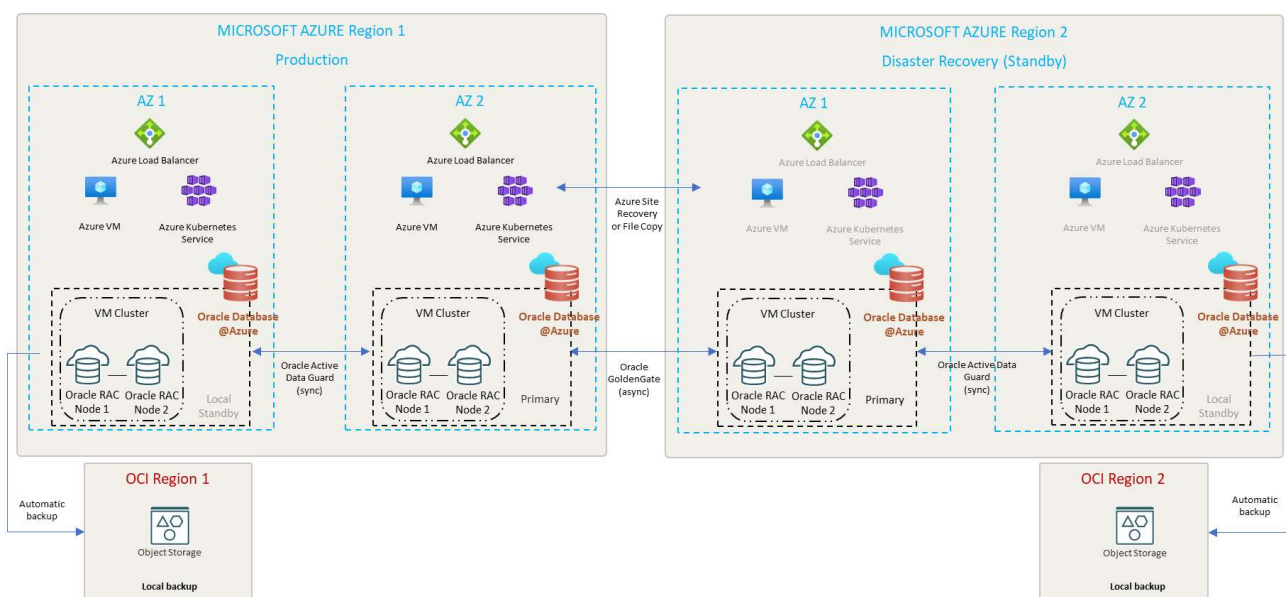 MICROSOFT AZURE Region 1
Production
AZ 1
Azure Load Balancer
Azure VM
Azure Kubernetes
Service
Oracle Database
@Azure
VM Cluster
Oracle RAC
Node 1
Oracle RAC
Node 2
Local
Standby
Oracle Active
Data Guard
(sync)
AZ 2
Azure Load Balancer
Azure VM
Azure Kubernetes
Service
Oracle Database
@Azure
VM Cluster
Oracle RAC
Node 1
Oracle RAC
Node 2
Primary
Azure Site
Recovery
or File Copy
Oracle
GoldenGate
(async)
MICROSOFT AZURE Region 2
Disaster Recovery (Standby)
AZ 1
Azure Load Balancer
Azure VM
Azure Kubernetes
Service
Oracle Database
@Azure
VM Cluster
Oracle RAC
Node 1
Oracle RAC
Node 2
Primary
Oracle Active Data
Guard
(sync)
AZ 2
Azure Load Balancer
Azure VM
Azure Kubernetes
Service
Oracle Database
@Azure
VM Cluster
Oracle RAC
Node 1
Oracle RAC
Node 2
Local
Standby
Automatic
backup
OCI Region 1
Object Storage
Local backup
OCI Region 2
Object Storage
Local backup
Automatic
backup